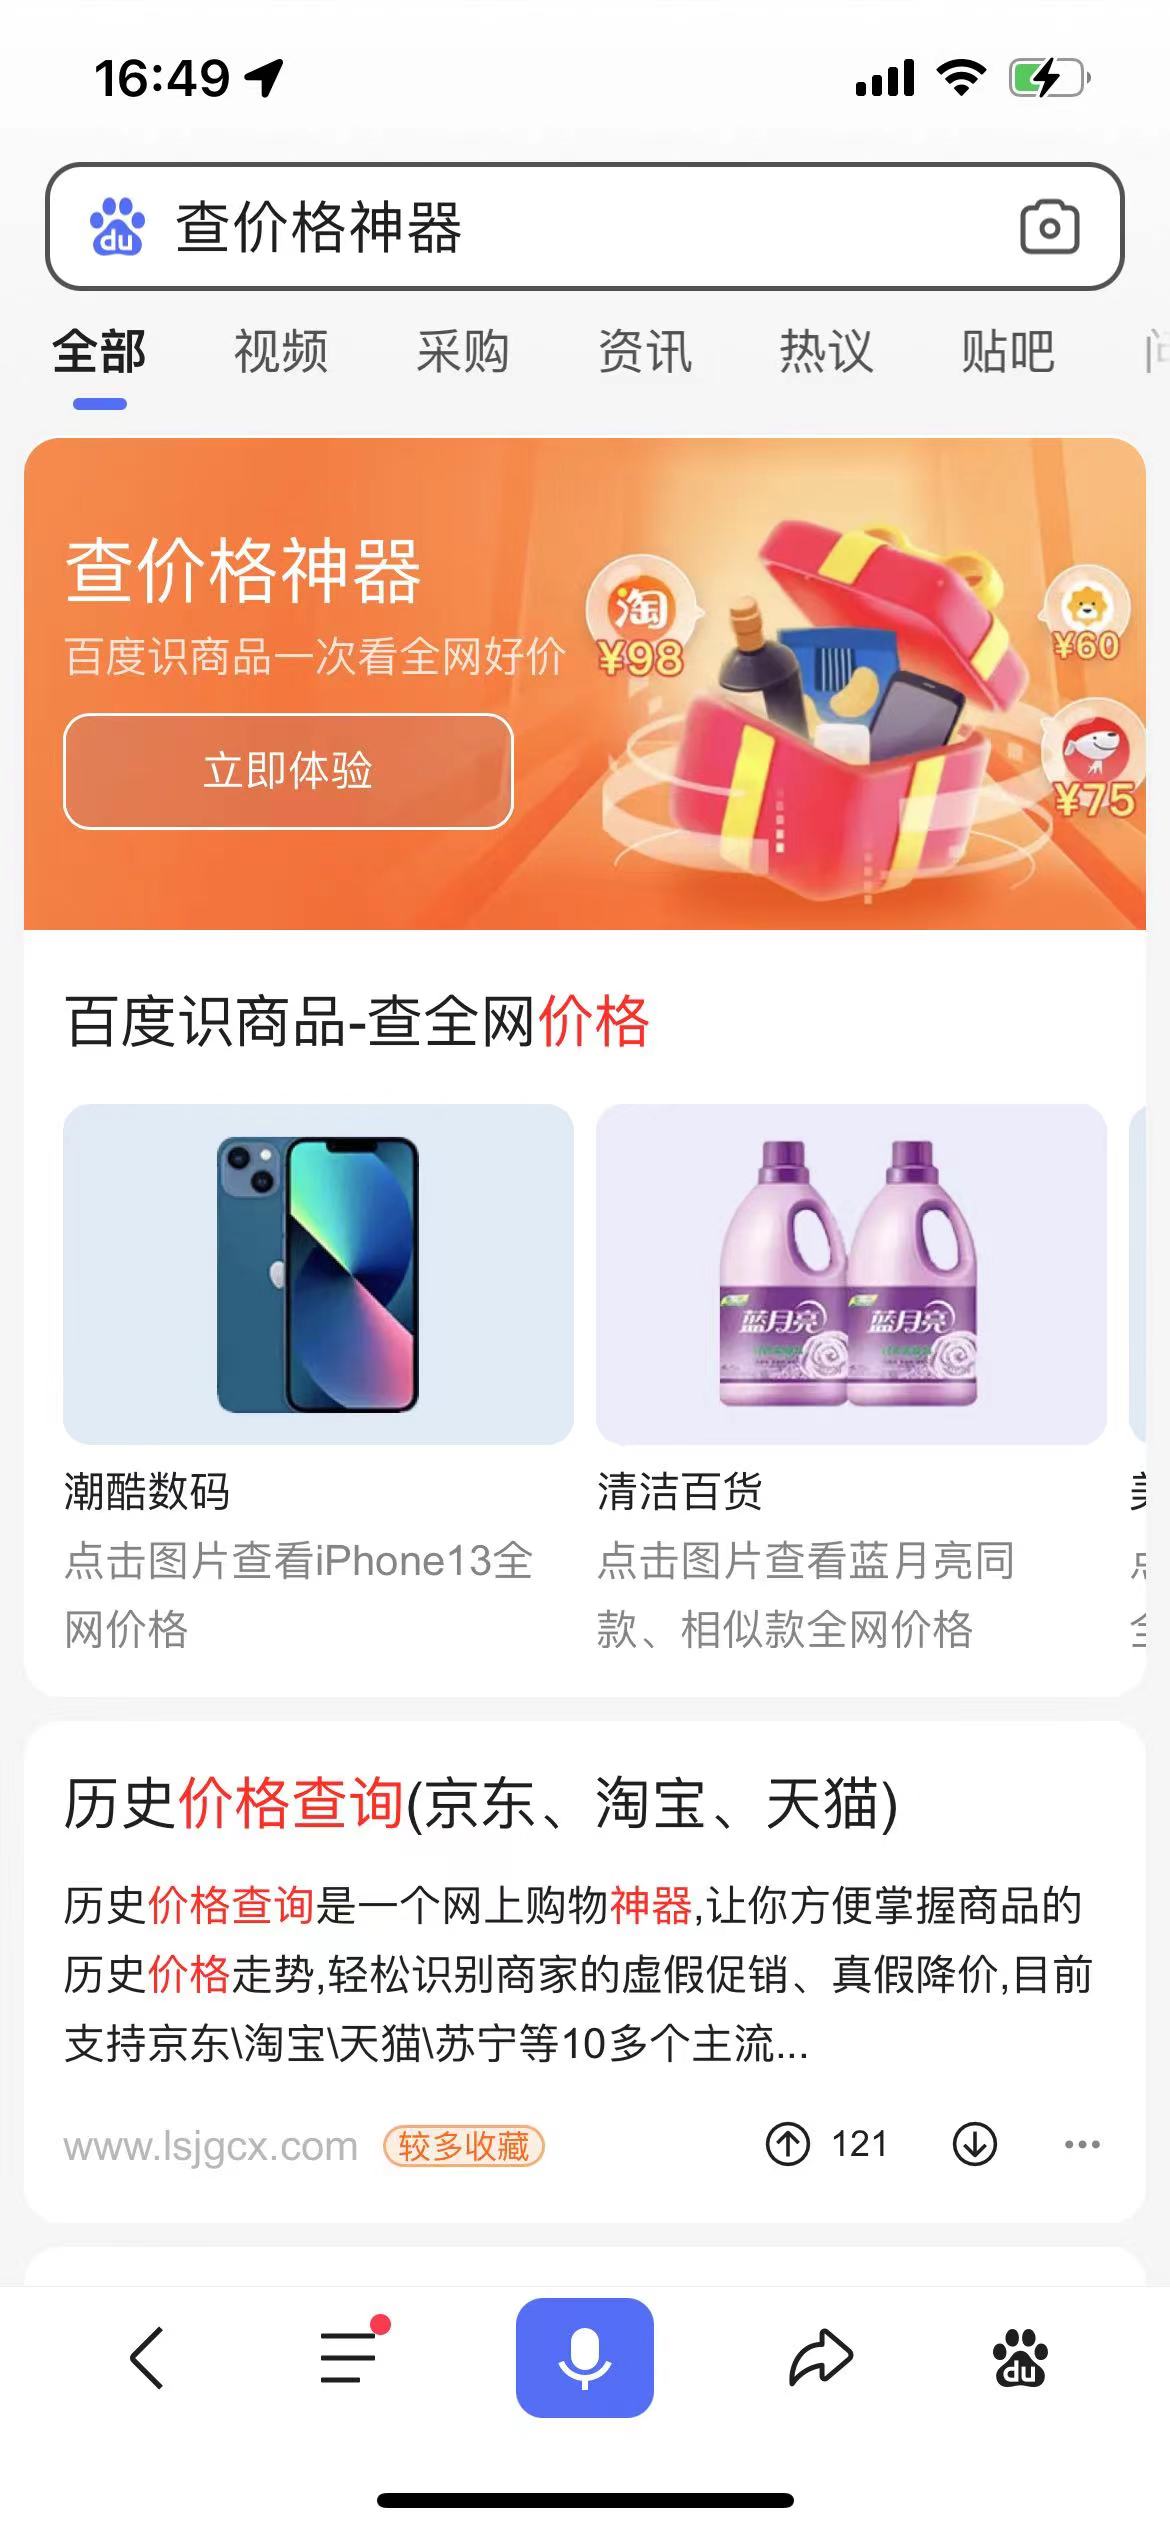 16:49
du 查价格神器
全部 视频 采购 资讯 热议 贴吧
查价格神器
百度识商品一次看全网好价
立即体验
淘
¥98
¥60
¥75
百度识商品-查全网价格
蓝月亮 蓝月亮
潮酷数码
点击图片查看iPhone13全
网价格
清洁百货
点击图片查看蓝月亮同
款、相似款全网价格
历史价格查询(京东、淘宝、天猫)
历史价格查询是一个网上购物神器,让你方便掌握商品的
历史价格走势,轻松识别商家的虚假促销、真假降价,目前
支持京东\淘宝\天猫\苏宁等10多个主流...
www.lsjgcx.com 较多收藏 121
du